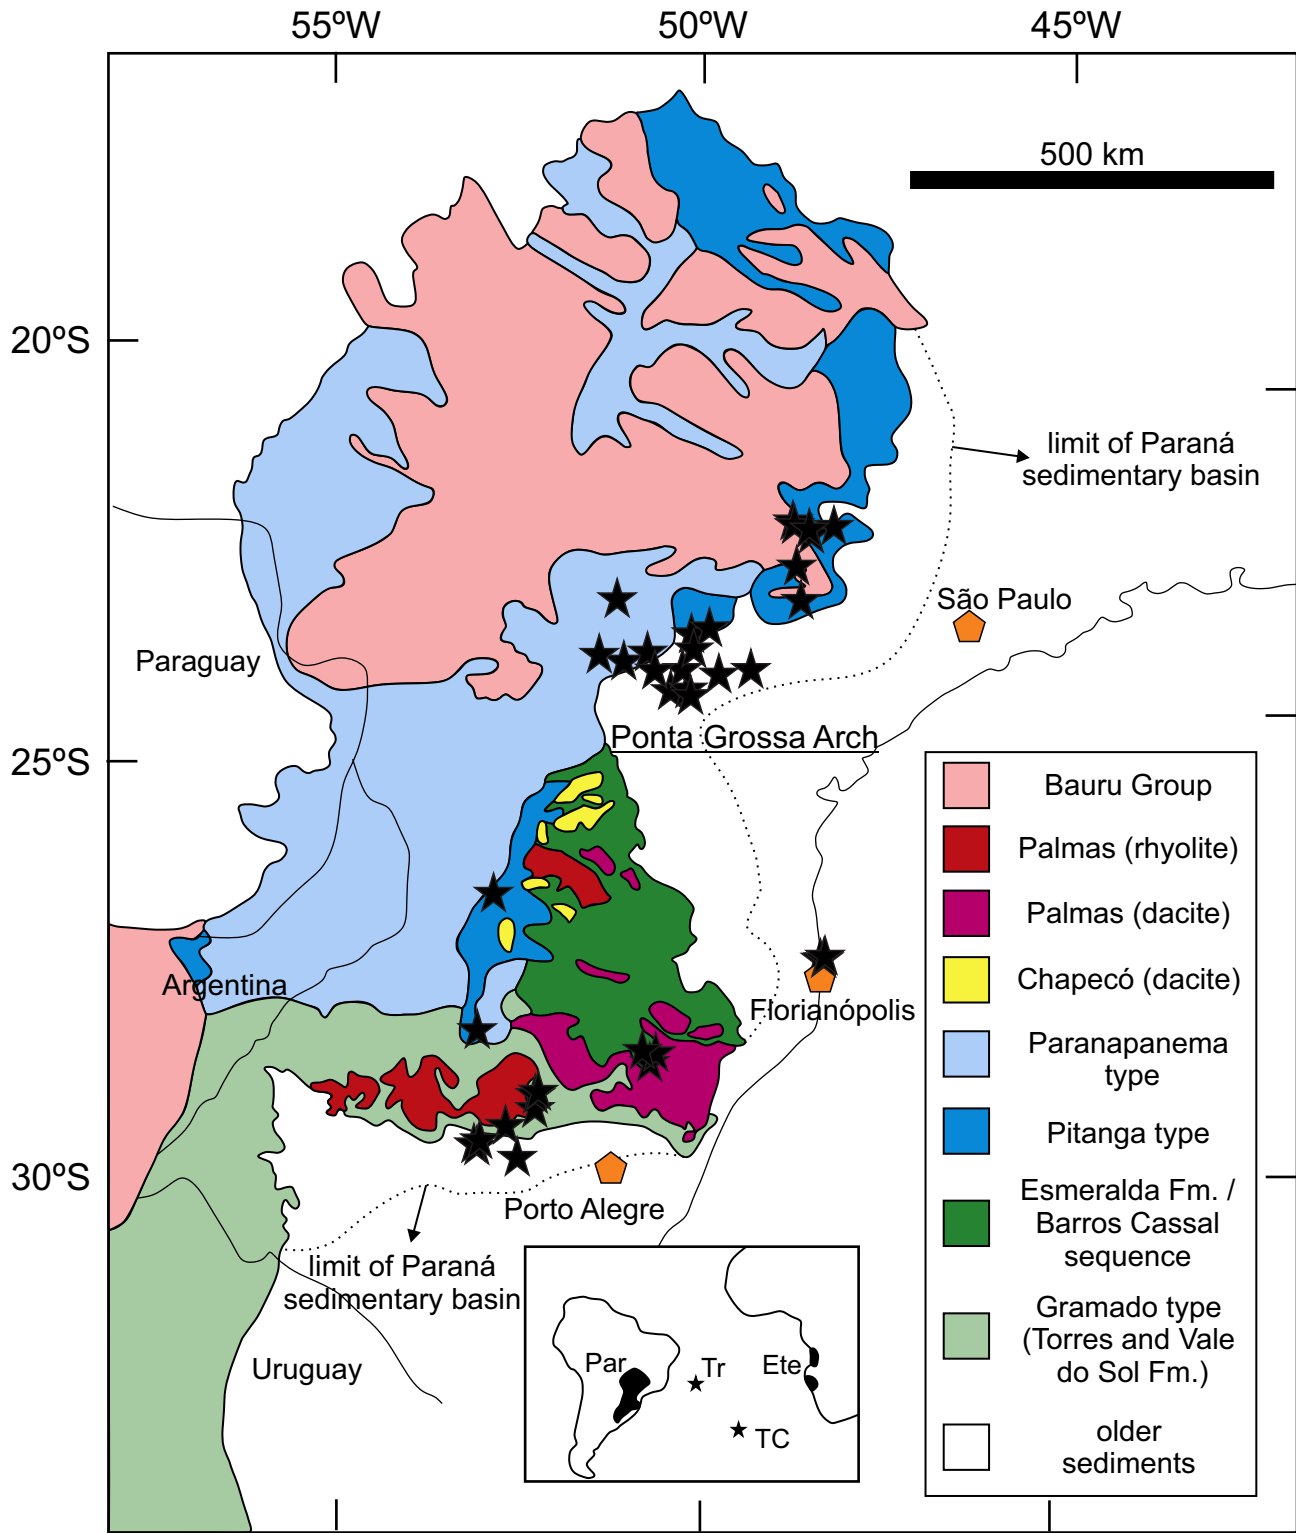 55ºW
50ºW
45ºW
500 km
20ºS
limit of Paraná
sedimentary basin
São Paulo
Paraguay
Ponta Grossa Arch
25ºS
Bauru Group
Palmas (rhyolite)
Palmas (dacite)
Chapecó (dacite)
Argentina
Florianópolis
Paranapanema
type
Pitanga type
30ºS
Porto Alegre
Esmeralda Fm. /
Barros Cassal
sequence
limit of Paraná
sedimentary basin
Gramado type
(Torres and Vale
do Sol Fm.)
Uruguay
Par
Tr
Ete
TC
older
sediments